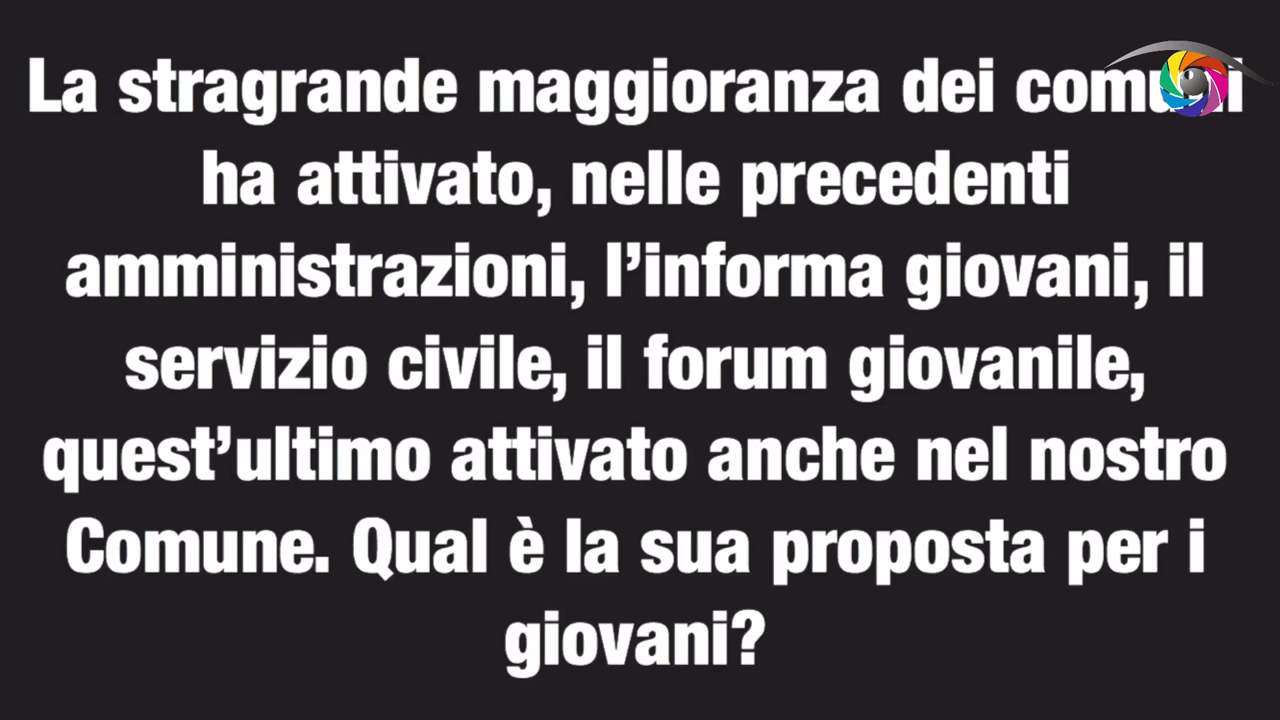 La stragrande maggioranza dei comuni
ha attivato, nelle precedenti
amministrazioni, l’informa giovani, il
servizio civile, il forum giovanile,
quest’ultimo attivato anche nel nostro
Comune. Qual è la sua proposta per i
giovani?